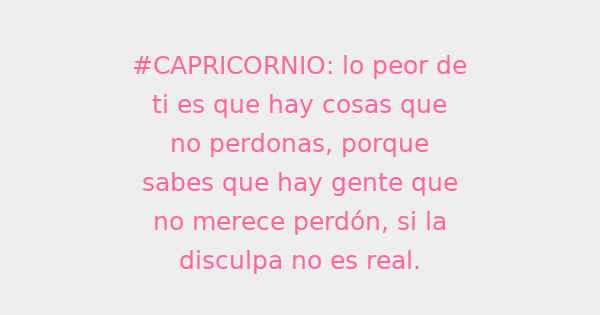 #CAPRICORNIO: lo peor de
ti es que hay cosas que
no perdonas, porque
sabes que hay gente que
no merece perdón, si la
disculpa no es real.